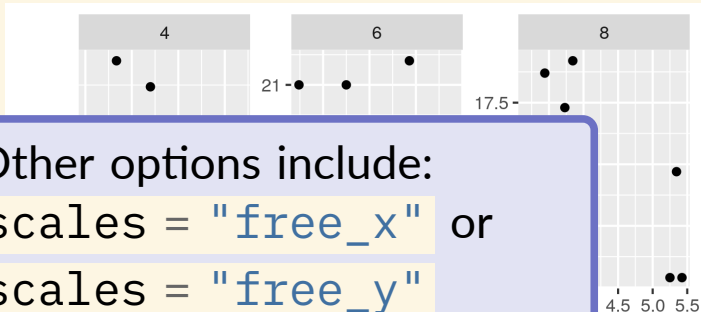 4 6 8
21
17.5
Other options include:
scales = "free_x" or
scales = "free_y"
4.5 5.0 5.5